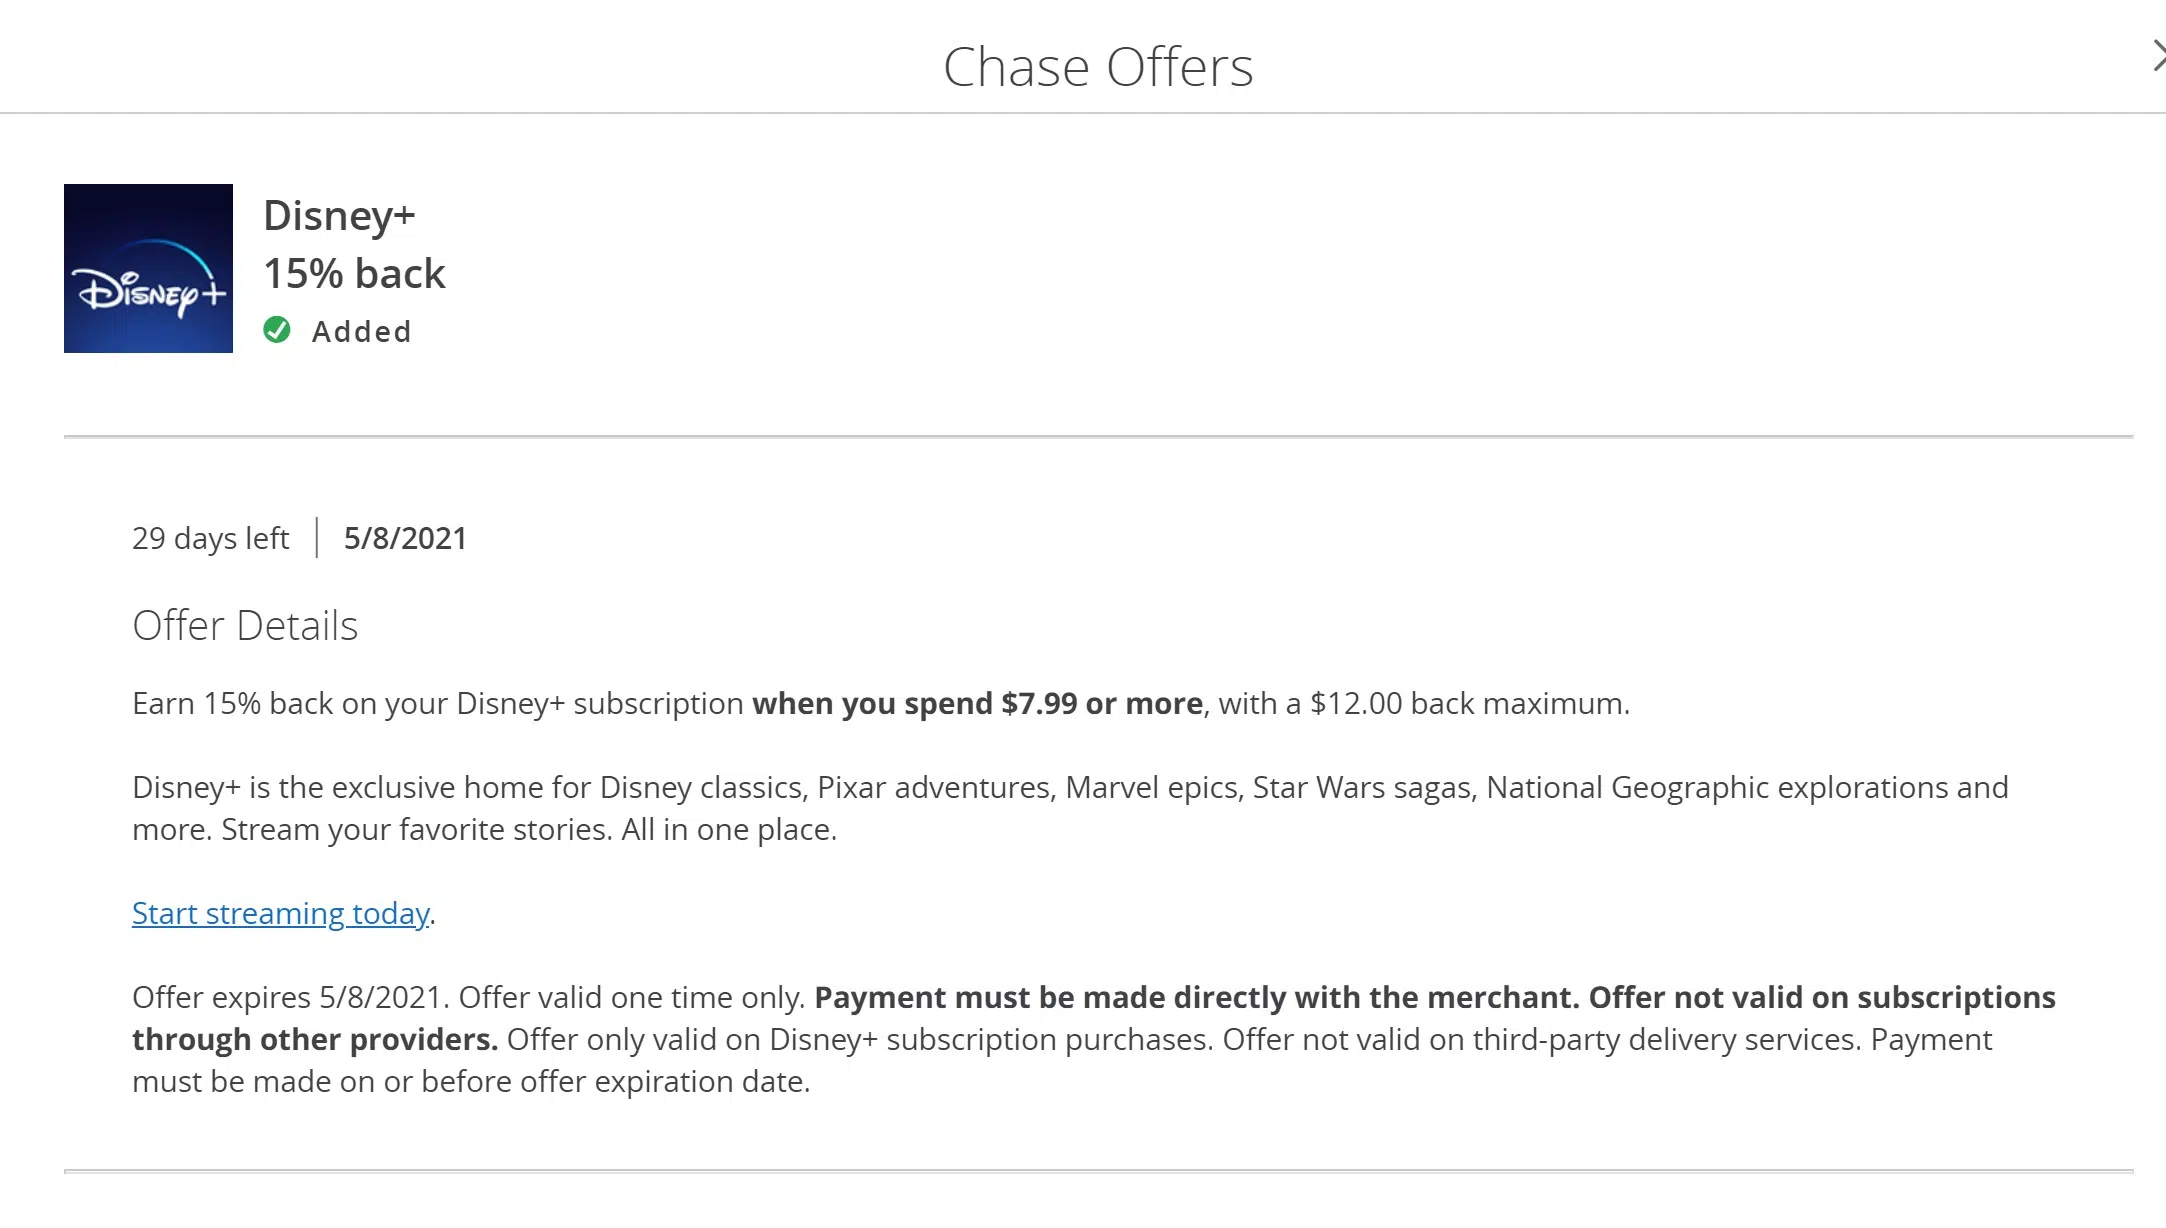 Chase Offers
Disney+
Disney+
15% back
Added
29 days left | 5/8/2021
Offer Details
Earn 15% back on your Disney+ subscription when you spend $7.99 or more, with a $12.00 back maximum.
Disney+ is the exclusive home for Disney classics, Pixar adventures, Marvel epics, Star Wars sagas, National Geographic explorations and
more. Stream your favorite stories. All in one place.
Start streaming today.
Offer expires 5/8/2021. Offer valid one time only. Payment must be made directly with the merchant. Offer not valid on subscriptions
through other providers. Offer only valid on Disney+ subscription purchases. Offer not valid on third-party delivery services. Payment
must be made on or before offer expiration date.